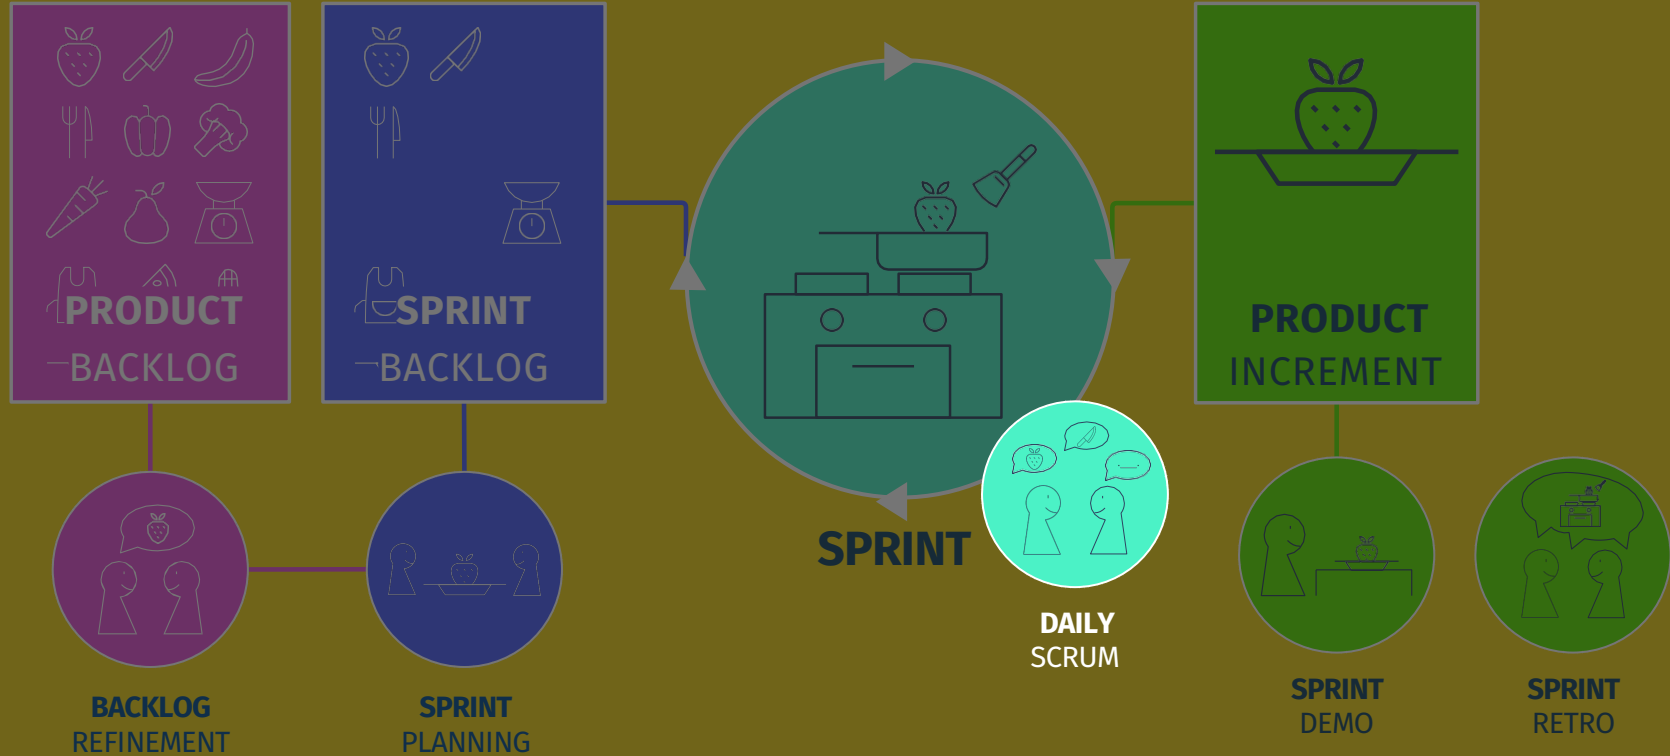 PRODUCT
BACKLOG
SPRINT
BACKLOG
SPRINT
PRODUCT
INCREMENT
DAILY
SCRUM
BACKLOG
REFINEMENT
SPRINT
PLANNING
SPRINT
DEMO
SPRINT
RETRO